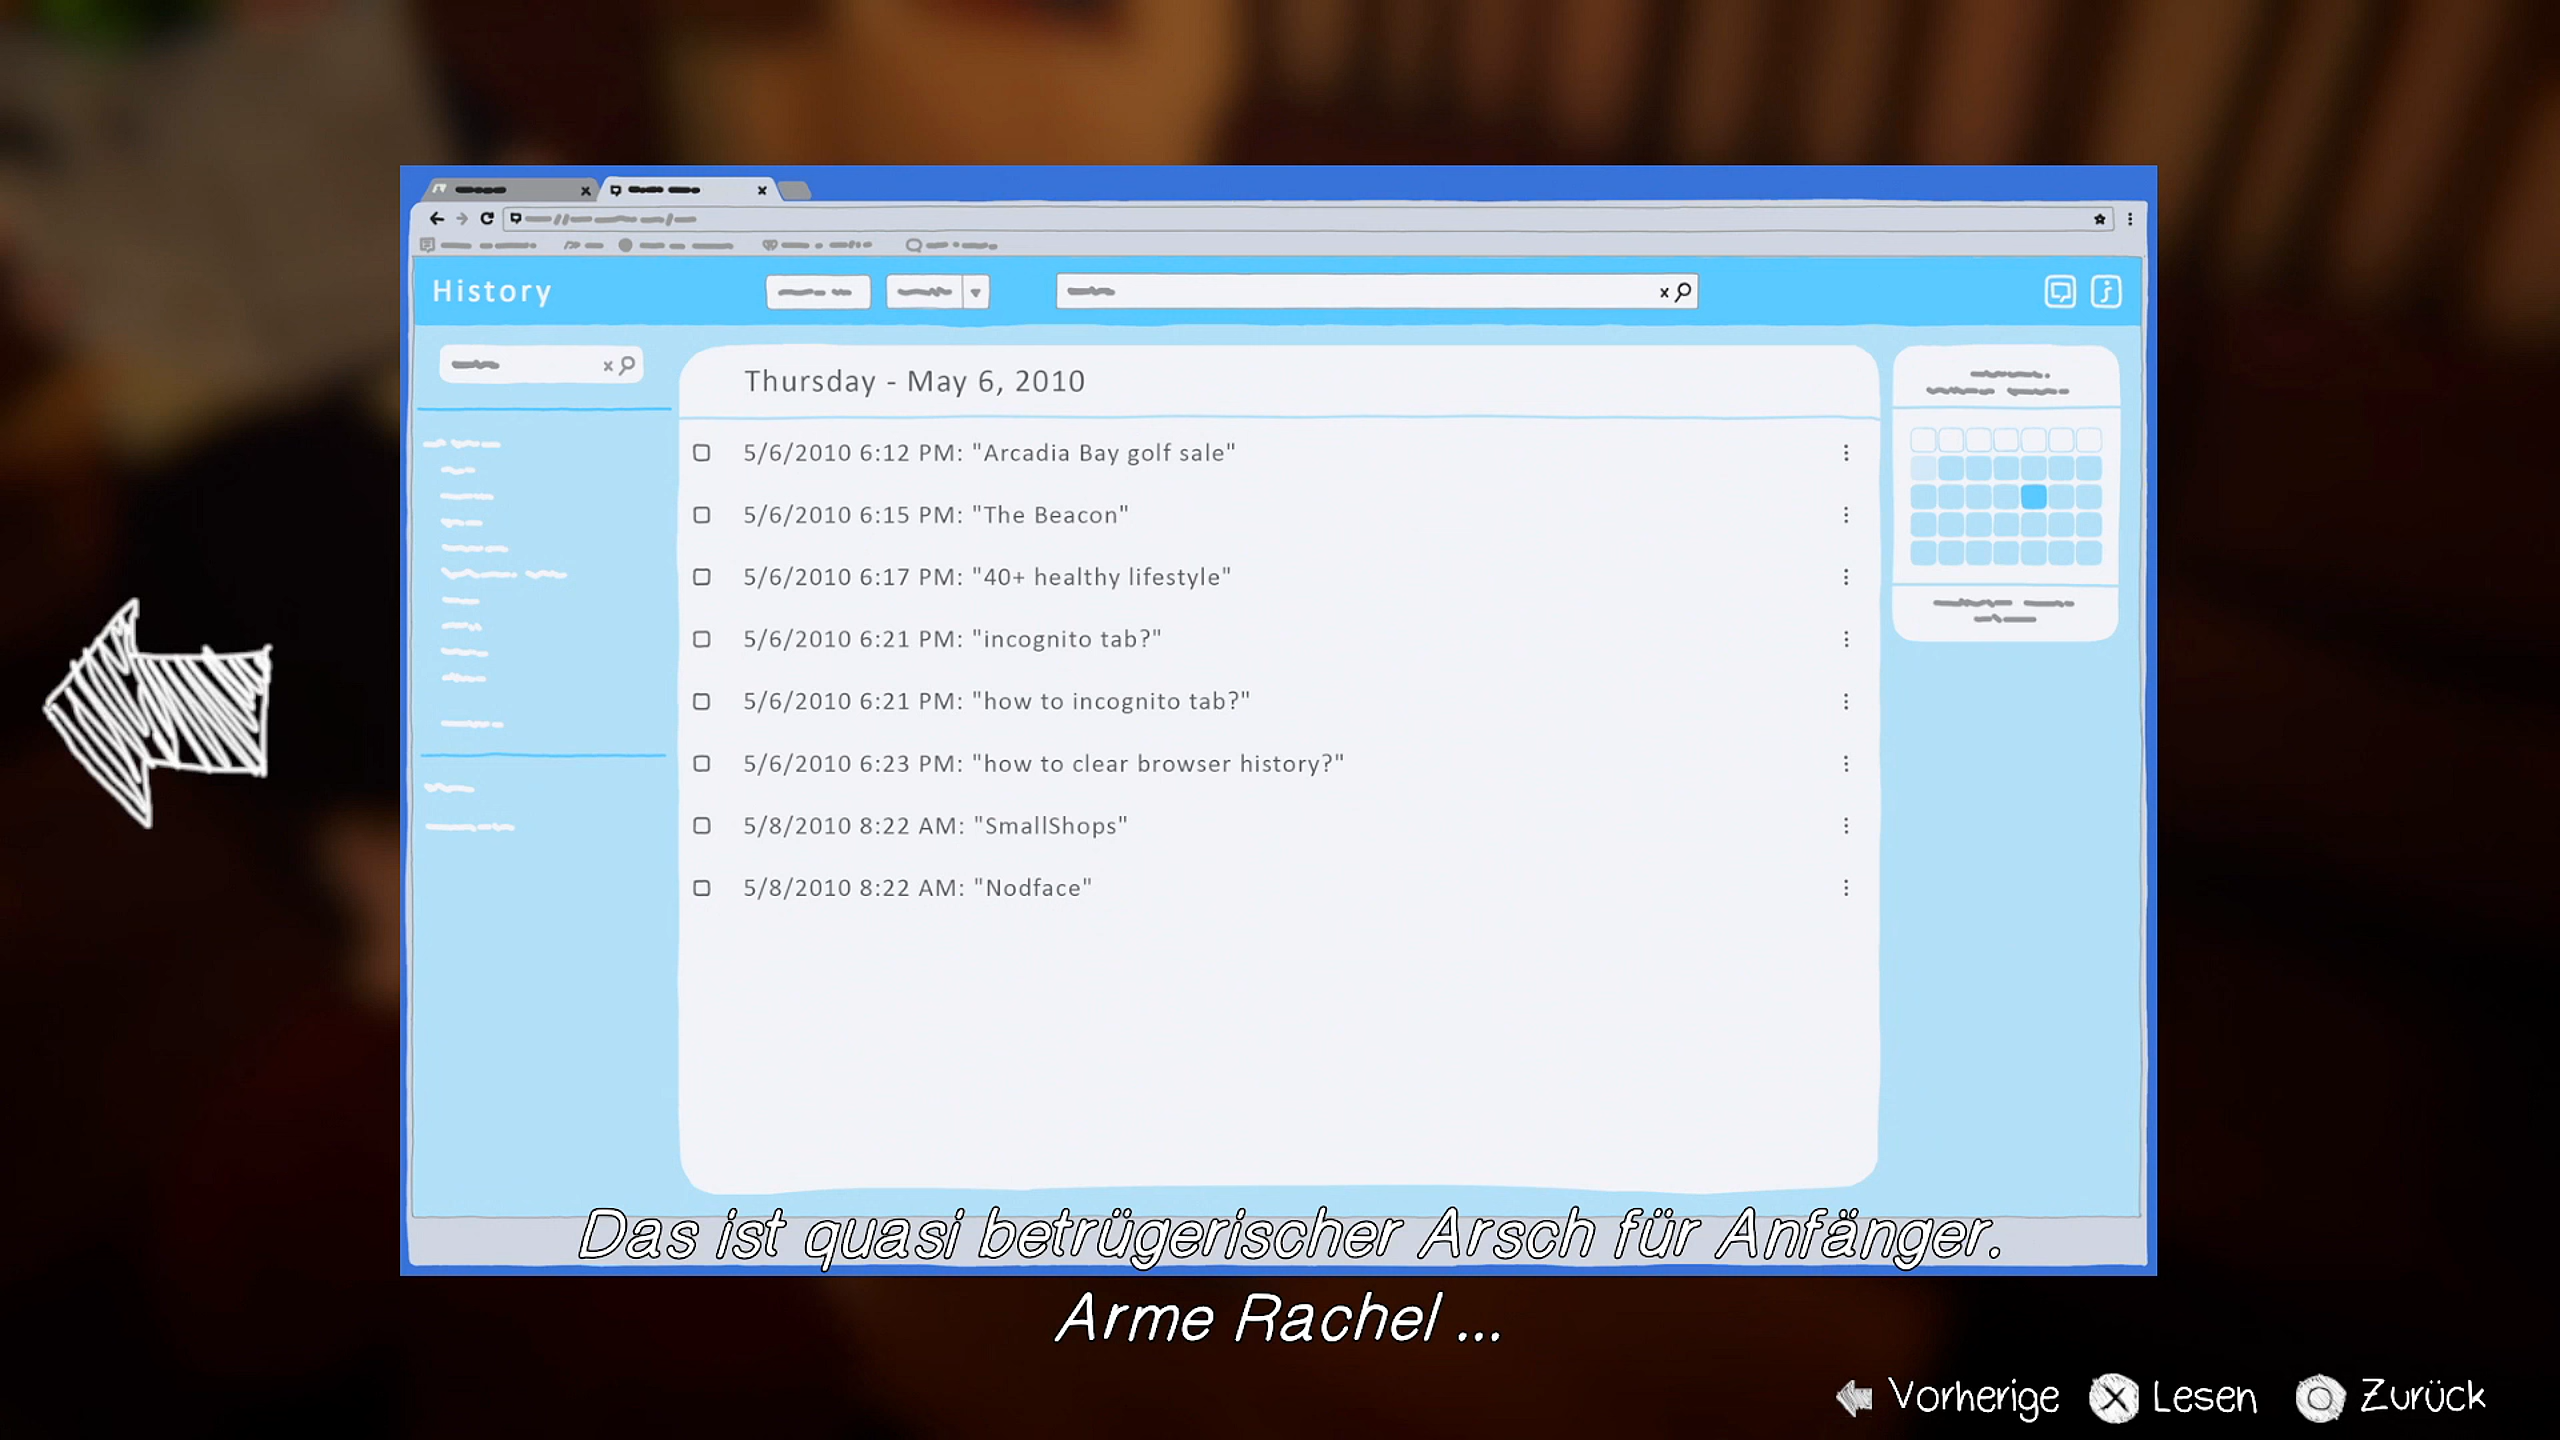 History
Thursday - May 6, 2010
5/6/2010 6:12 PM: "Arcadia Bay golf sale"
5/6/2010 6:15 PM: "The Beacon"
5/6/2010 6:17 PM: "40+ healthy lifestyle"
5/6/2010 6:21 PM: "incognito tab?"
5/6/2010 6:21 PM: "how to incognito tab?"
5/6/2010 6:23 PM: "how to clear browser history?"
5/8/2010 8:22 AM: "SmallShops"
5/8/2010 8:22 AM: "Nodface"
Das ist quasi betrügerischer Arsch für Anfänger.
Arme Rachel ...
Vorherige Lesen Zurück